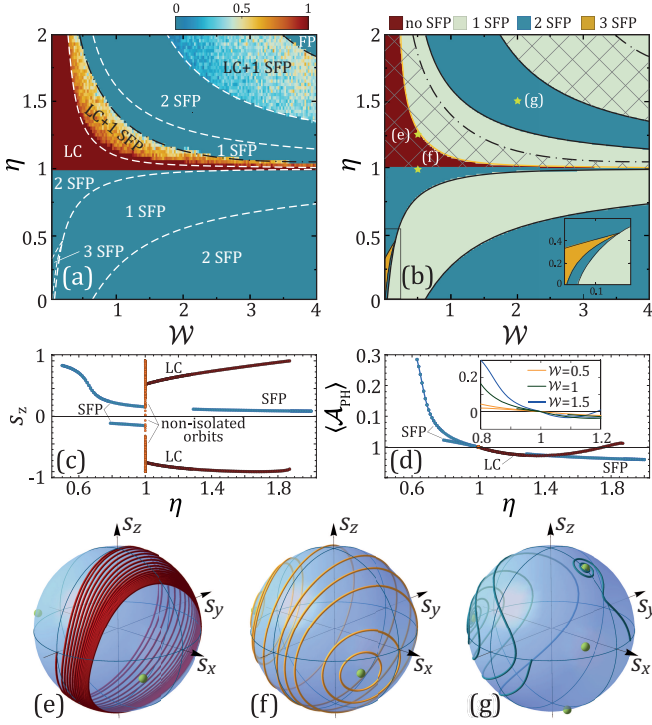 0 0.5 1
no SFP 1 SFP 2 SFP 3 SFP
2
1.5
1
0.5
0
η
FP
LC+1 SFP
2 SFP
LC+1 SFP
1 SFP
LC
2 SFP
1 SFP
3 SFP
2 SFP
(a)
1 2 3 4
W
2
1.5
1
0.5
0
η
(g)
(e)
(f)
0.4
0.2
0
0.1
(b)
1 2 3 4
W
1
0
-1
s_z
LC
SFP
SFP
non-isolated
orbits
LC
(c)
0.6 1 1.4 1.8
η
0.3
0.2
0.1
1
0.9
⟨𝒜_PH⟩
0.2
0
0.8 1 1.2
W=0.5
W=1
W=1.5
SFP
LC
SFP
(d)
0.6 1 1.4 1.8
η
s_z
s_y
s_x
(e)
s_z
s_y
s_x
(f)
s_z
s_y
s_x
(g)